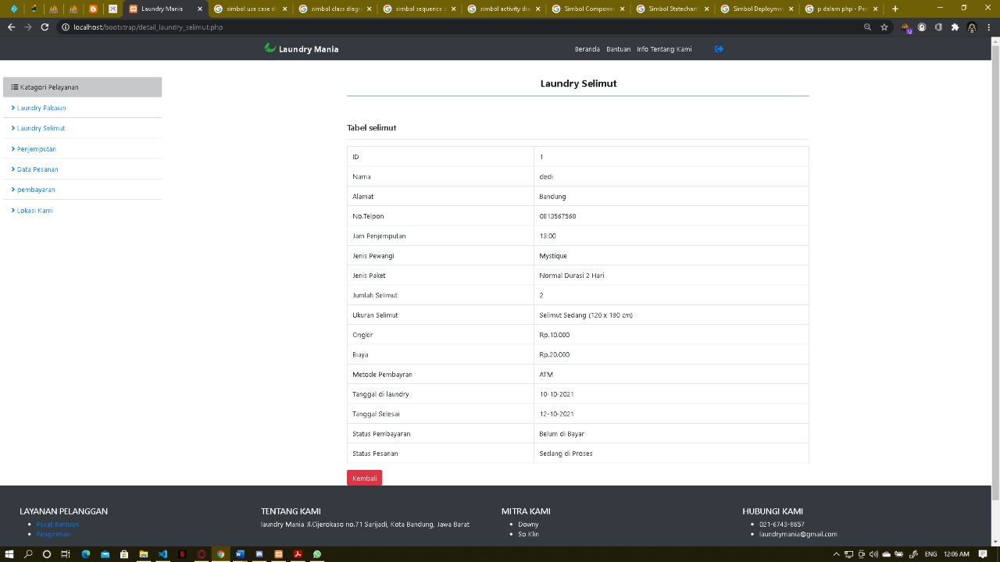 Laundry Mania
simbol use case di
simbol class diagra
simbol sequence d
simbol activity dia
Simbol Component
Simbol Statechart
Simbol Deploymen
p dalam php - Pen
localhost/bootstrap/detail_laundry_selimut.php
12
Laundry Mania
Beranda
Bantuan
Info Tentang Kami
Katagori Pelayanan
Laundry Pakaian
Laundry Selimut
Penjemputan
Data Pesanan
pembayaran
Lokasi Kami
Laundry Selimut
Tabel selimut
ID 1
Nama dedi
Alamat Bandung
No.Telpon 0813567568
Jam Penjemputan 13:00
Jenis Pewangi Mystique
Jenis Paket Normal Durasi 2 Hari
Jumlah Selimut 2
Ukuran Selimut Selimut Sedang (120 x 180 cm)
Ongkir Rp.10.000
Biaya Rp.20.000
Metode Pembayran ATM
Tanggal di laundry 10-10-2021
Tanggal Selesai 12-10-2021
Status Pembayaran Belum di Bayar
Status Pesanan Sedang di Proses
Kembali
LAYANAN PELANGGAN
Pusat Bantuan
Pengiriman
TENTANG KAMI
laundry Mania Jl.Cijerokaso no.71 Sarijadi, Kota Bandung, Jawa Barat
MITRA KAMI
Downy
So Klin
HUBUNGI KAMI
021-6743-8657
laundrymania@gmail.com
ENG
12:06 AM